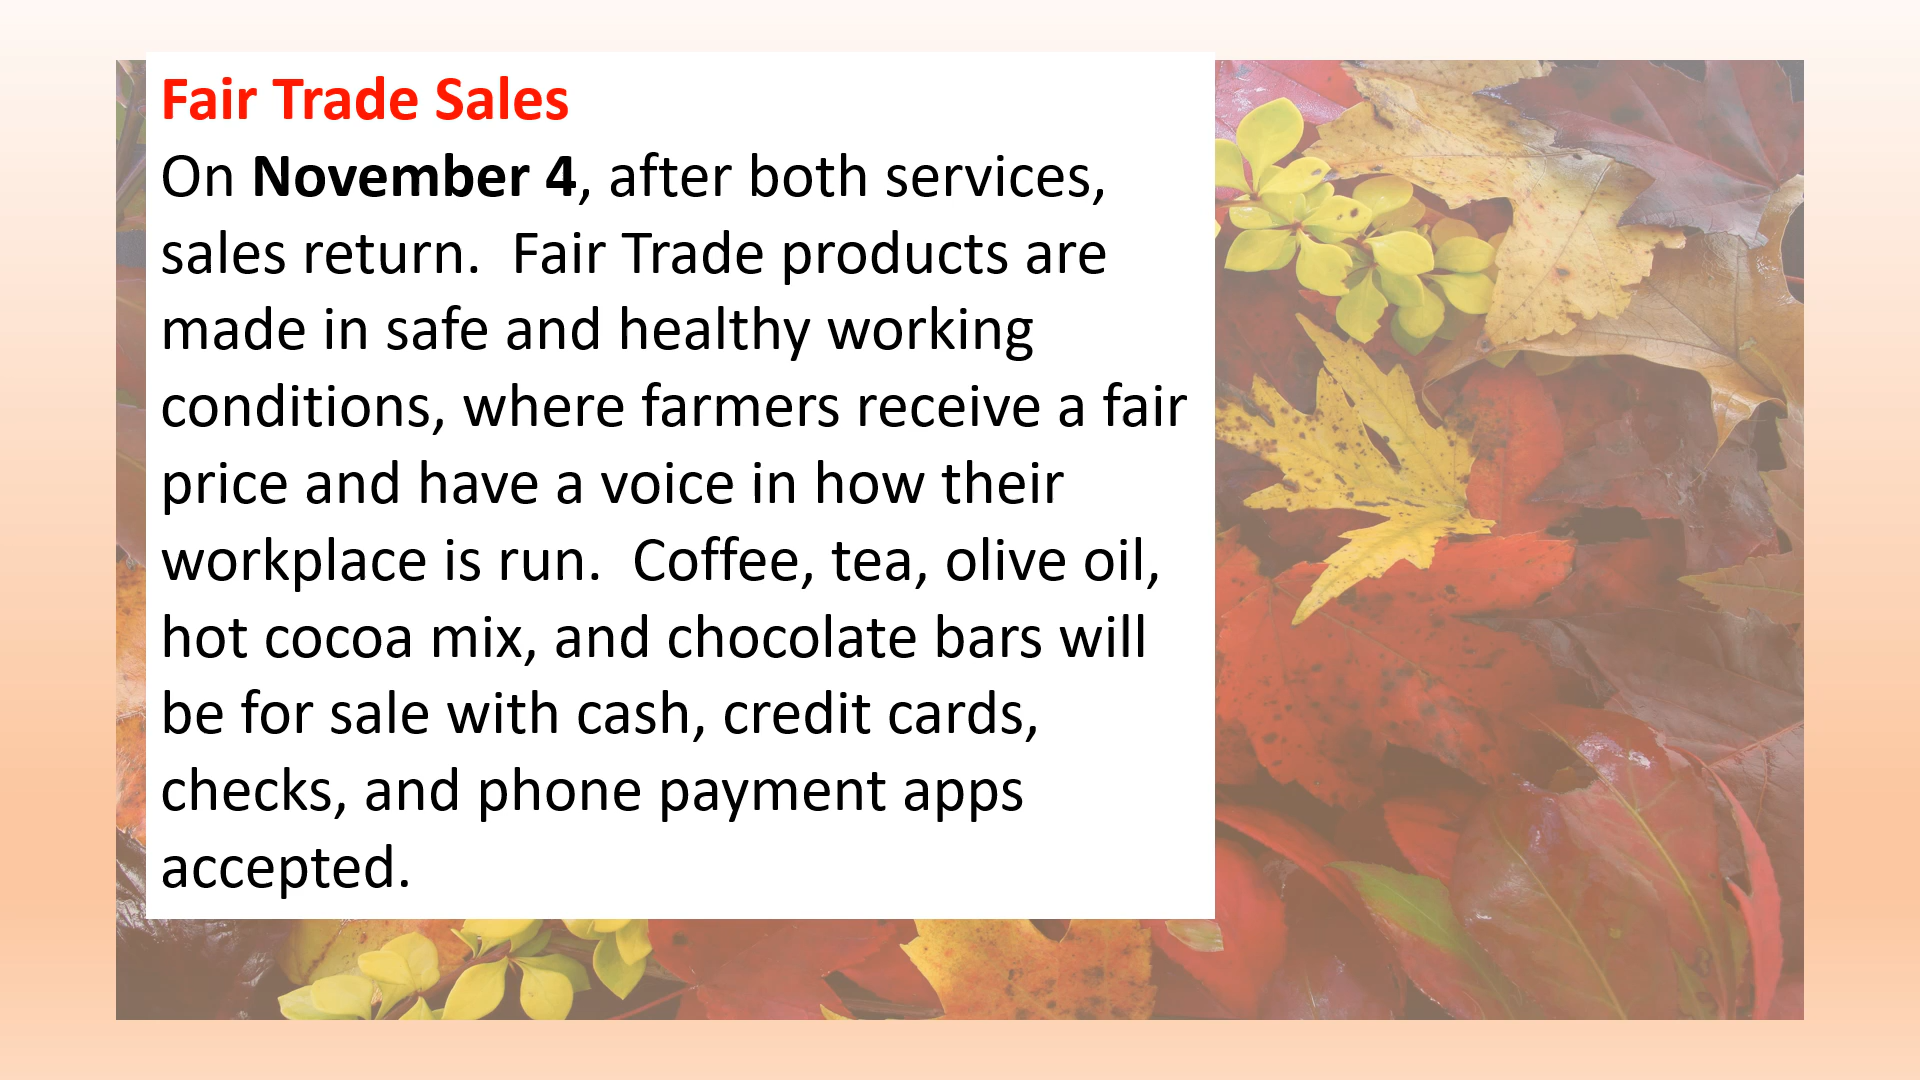 Fair Trade Sales
On November 4, after both services,
sales return.  Fair Trade products are
made in safe and healthy working
conditions, where farmers receive a fair
price and have a voice in how their
workplace is run.  Coffee, tea, olive oil,
hot cocoa mix, and chocolate bars will
be for sale with cash, credit cards,
checks, and phone payment apps
accepted.